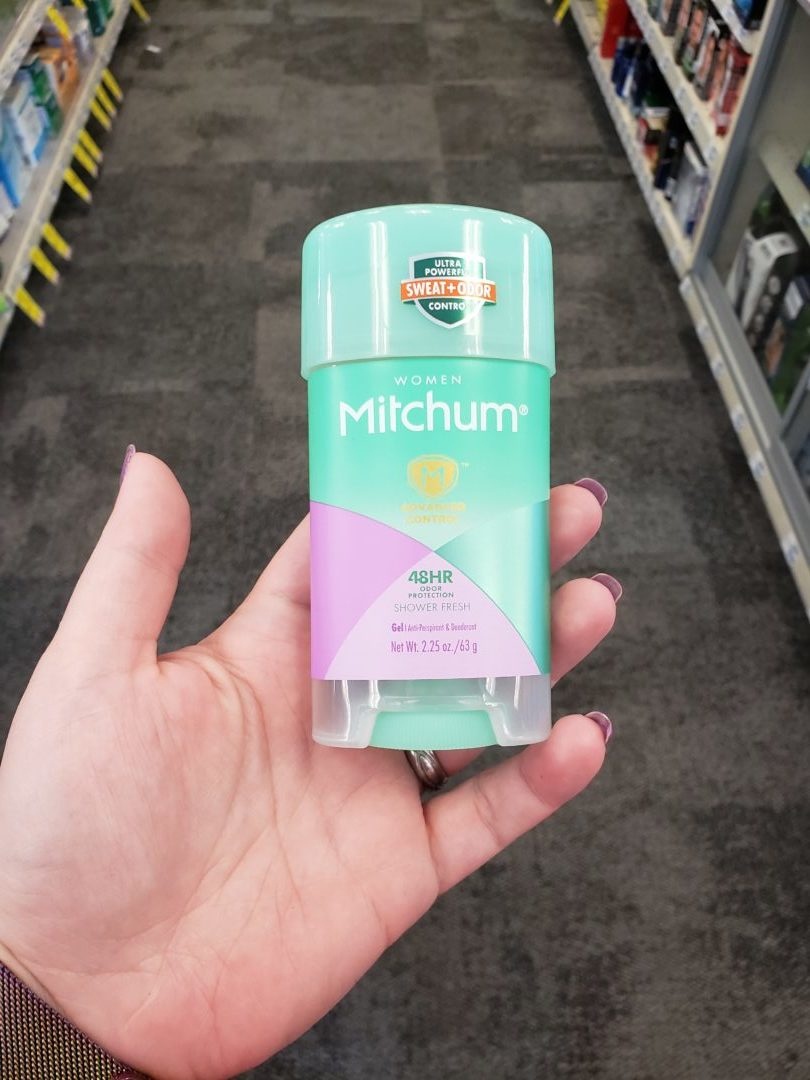 ULTRA
POWERFUL
SWEAT+ODOR
CONTROL
WOMEN
Mitchum®
M™
ADVANCED
CONTROL
48HR
ODOR
PROTECTION
SHOWER FRESH
Gel | Anti-Perspirant & Deodorant
Net Wt. 2.25 oz./63 g